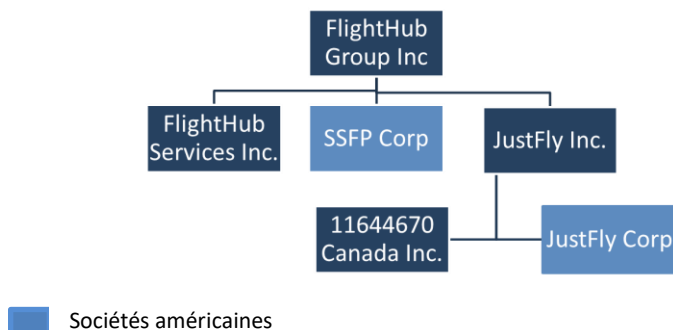 FlightHub
Group Inc
FlightHub
Services Inc.
SSFP Corp
JustFly Inc.
11644670
Canada Inc.
JustFly Corp
Sociétés américaines